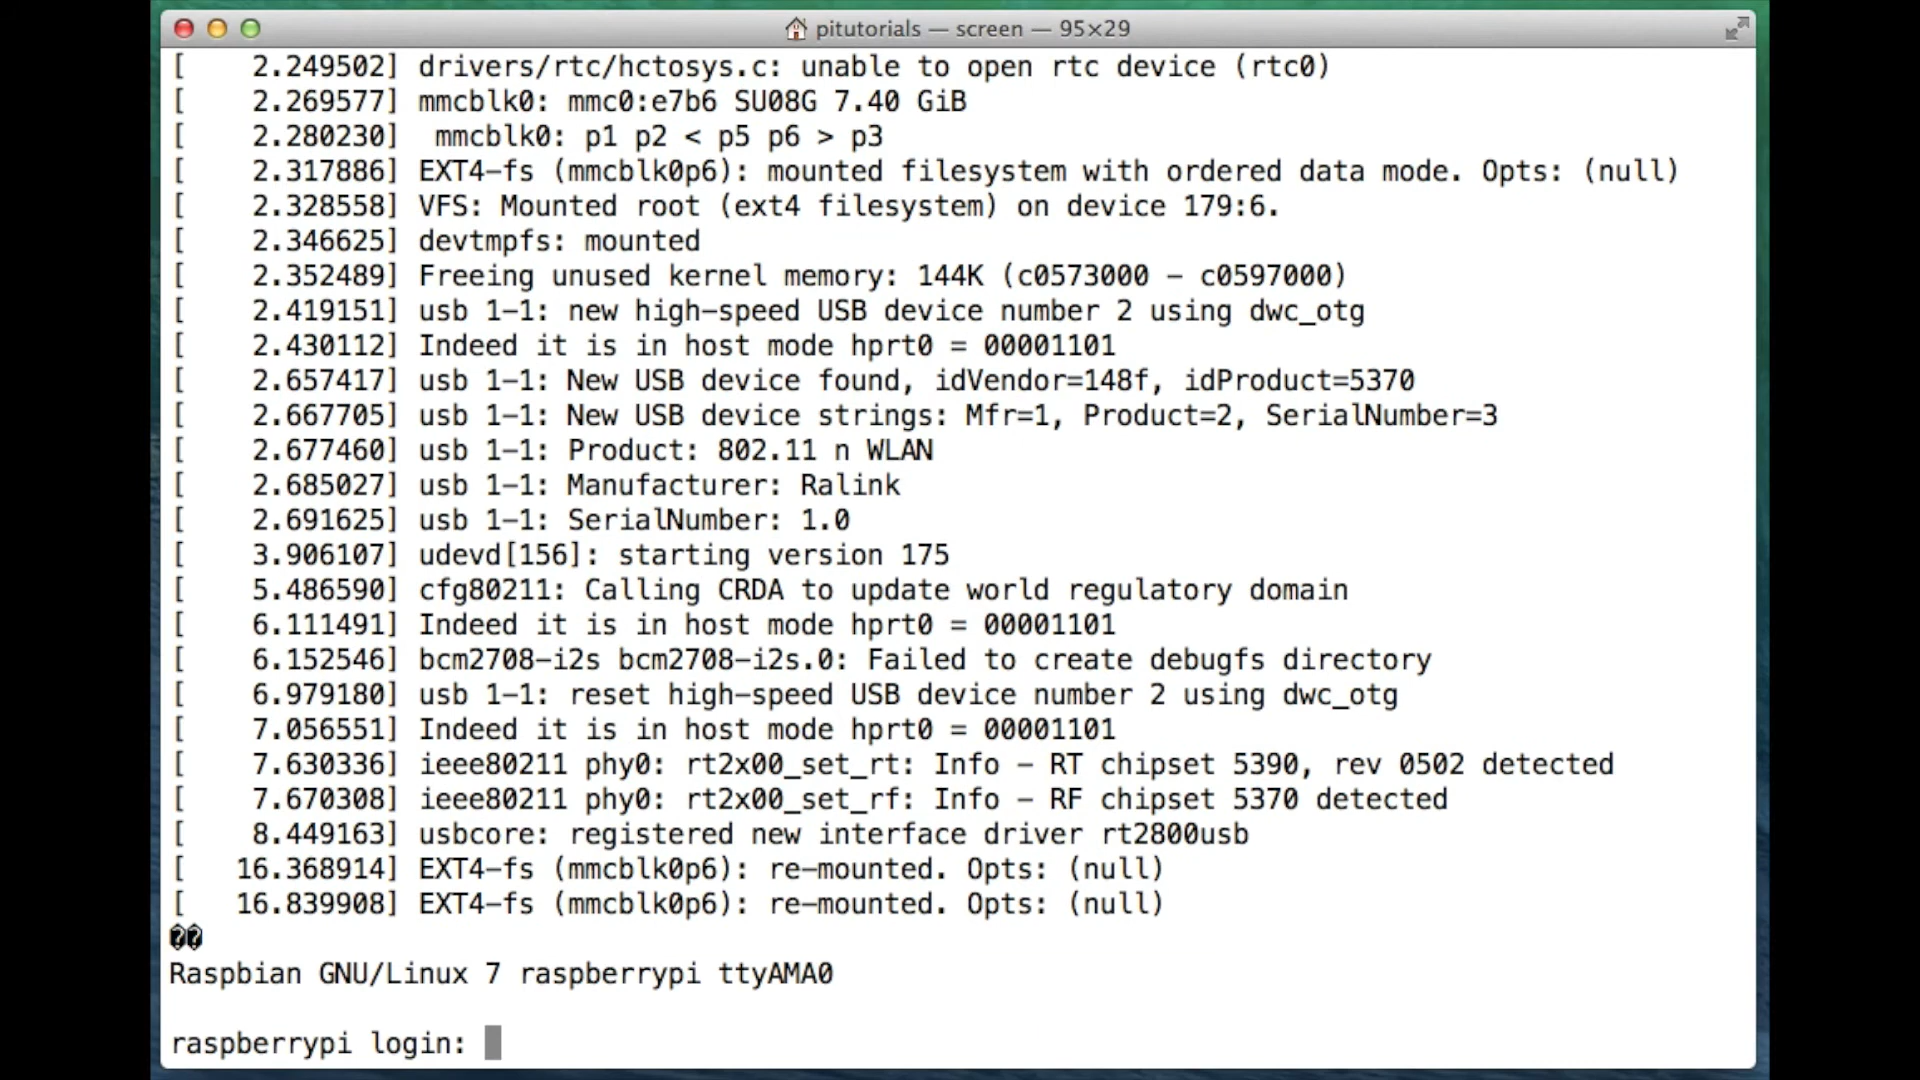 pitutorials — screen — 95×29
[    2.249502] drivers/rtc/hctosys.c: unable to open rtc device (rtc0)
[    2.269577] mmcblk0: mmc0:e7b6 SU08G 7.40 GiB
[    2.280230]  mmcblk0: p1 p2 < p5 p6 > p3
[    2.317886] EXT4-fs (mmcblk0p6): mounted filesystem with ordered data mode. Opts: (null)
[    2.328558] VFS: Mounted root (ext4 filesystem) on device 179:6.
[    2.346625] devtmpfs: mounted
[    2.352489] Freeing unused kernel memory: 144K (c0573000 - c0597000)
[    2.419151] usb 1-1: new high-speed USB device number 2 using dwc_otg
[    2.430112] Indeed it is in host mode hprt0 = 00001101
[    2.657417] usb 1-1: New USB device found, idVendor=148f, idProduct=5370
[    2.667705] usb 1-1: New USB device strings: Mfr=1, Product=2, SerialNumber=3
[    2.677460] usb 1-1: Product: 802.11 n WLAN
[    2.685027] usb 1-1: Manufacturer: Ralink
[    2.691625] usb 1-1: SerialNumber: 1.0
[    3.906107] udevd[156]: starting version 175
[    5.486590] cfg80211: Calling CRDA to update world regulatory domain
[    6.111491] Indeed it is in host mode hprt0 = 00001101
[    6.152546] bcm2708-i2s bcm2708-i2s.0: Failed to create debugfs directory
[    6.979180] usb 1-1: reset high-speed USB device number 2 using dwc_otg
[    7.056551] Indeed it is in host mode hprt0 = 00001101
[    7.630336] ieee80211 phy0: rt2x00_set_rt: Info - RT chipset 5390, rev 0502 detected
[    7.670308] ieee80211 phy0: rt2x00_set_rf: Info - RF chipset 5370 detected
[    8.449163] usbcore: registered new interface driver rt2800usb
[   16.368914] EXT4-fs (mmcblk0p6): re-mounted. Opts: (null)
[   16.839908] EXT4-fs (mmcblk0p6): re-mounted. Opts: (null)
��
Raspbian GNU/Linux 7 raspberrypi ttyAMA0
raspberrypi login: